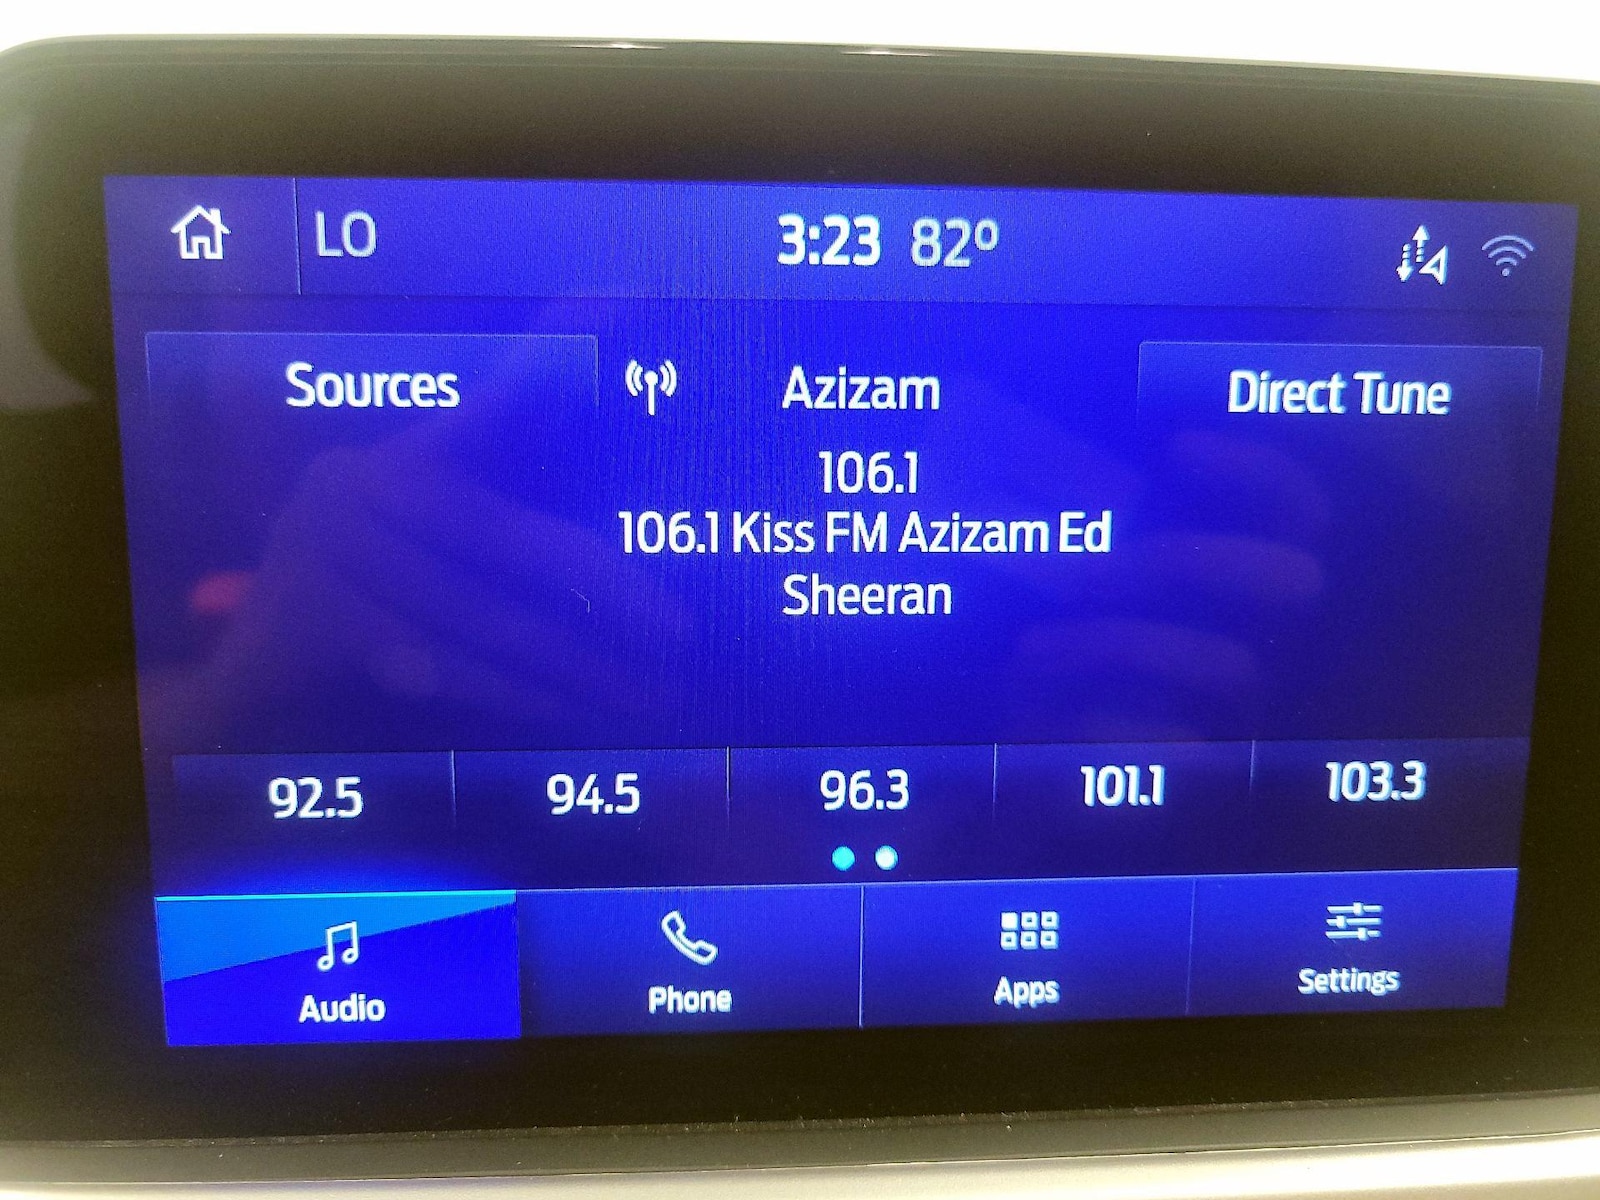 LO
3:23 82°
Sources
Azizam
Direct Tune
106.1
106.1 Kiss FM Azizam Ed
Sheeran
92.5
94.5
96.3
101.1
103.3
Audio
Phone
Apps
Settings